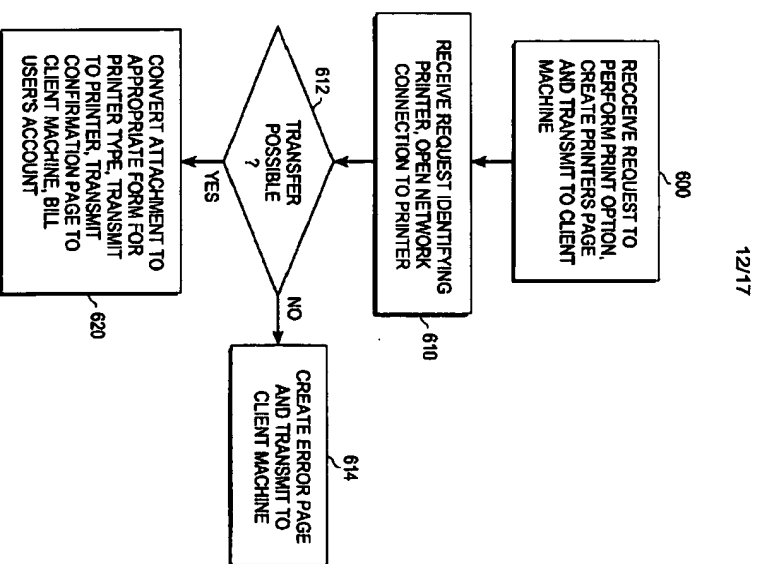 12/17
600
RECCEIVE REQUEST TO
PERFORM PRINT OPTION,
CREATE PRINTERS PAGE
AND TRANSMIT TO CLIENT
MACHINE
RECEIVE REQUEST IDENTIFYING
PRINTER, OPEN NETWORK
CONNECTION TO PRINTER
610
612
TRANSFER
POSSIBLE
?
NO
YES
CREATE ERROR PAGE
AND TRANSMIT TO
CLIENT MACHINE
614
CONVERT ATTACHMENT TO
APPROPRIATE FORM FOR
PRINTER TYPE, TRANSMIT
TO PRINTER, TRANSMIT
CONFIRMATION PAGE TO
CLIENT MACHINE, BILL
USER'S ACCOUNT
620